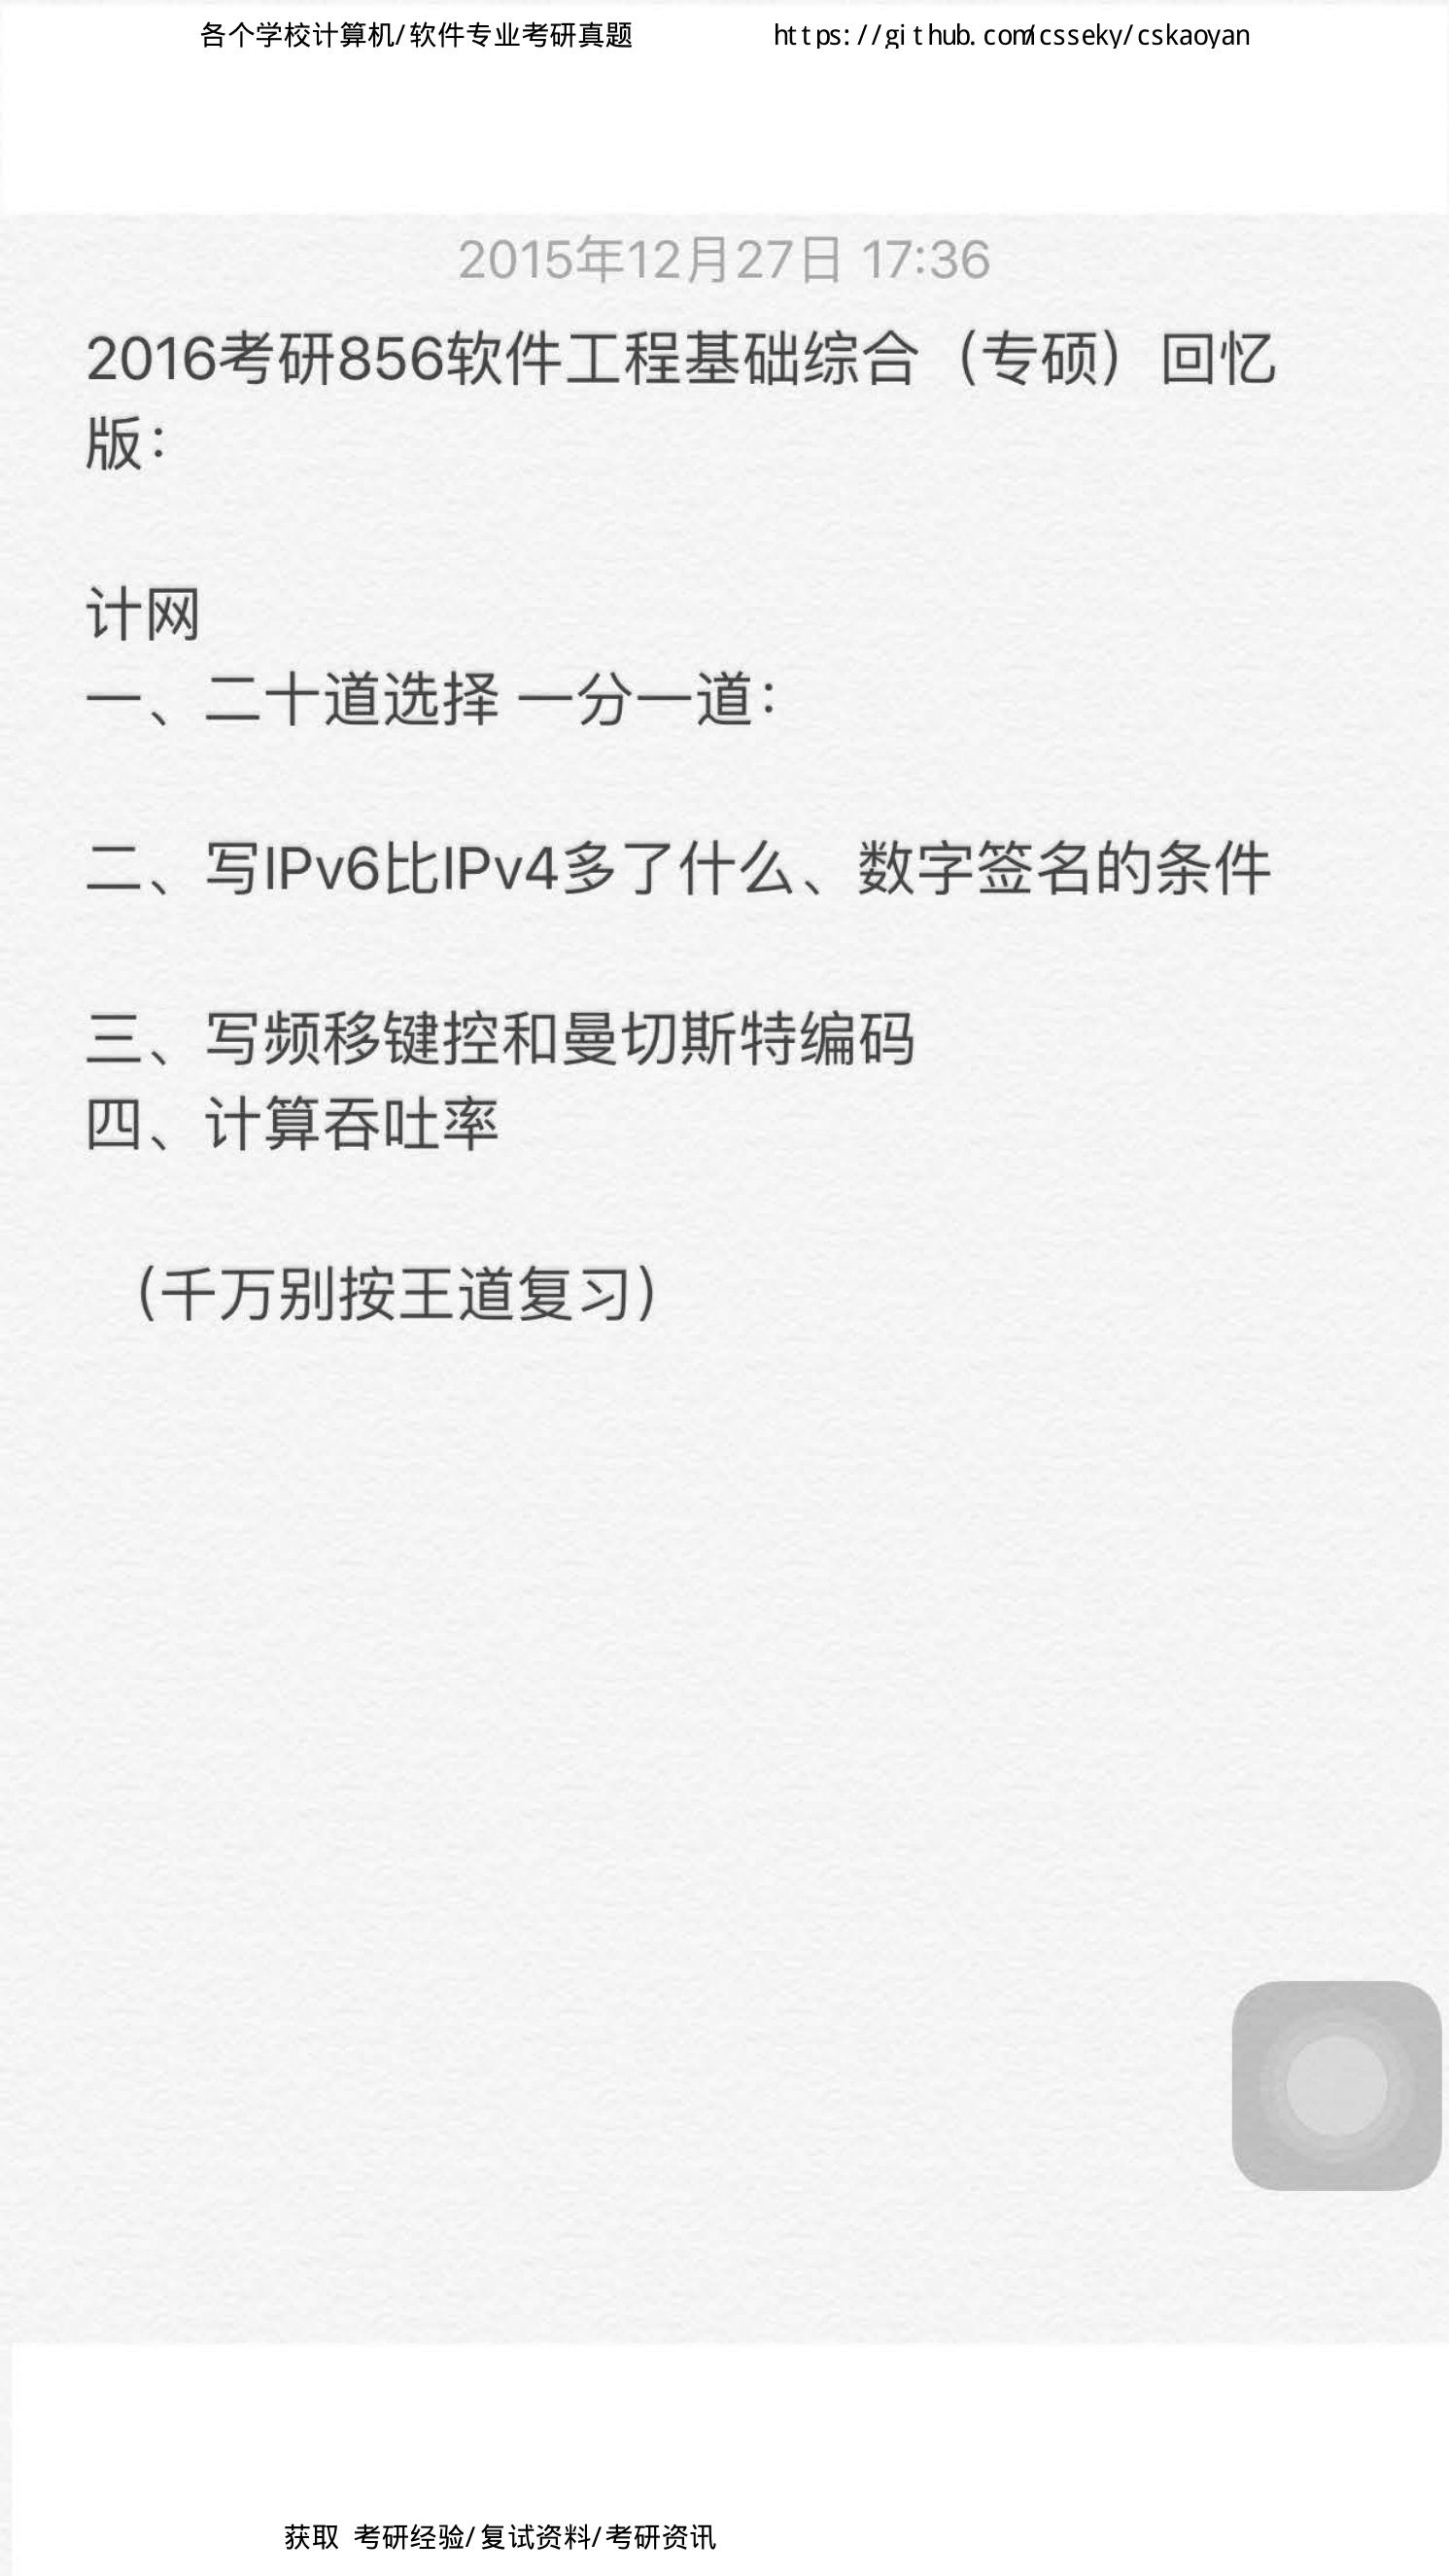 各个学校计算机/软件专业考研真题 https://github.com/csseky/cskaoyan
2015年12月27日 17:36
2016考研856软件工程基础综合（专硕）回忆
版：
计网
一、二十道选择 一分一道：
二、写IPv6比IPv4多了什么、数字签名的条件
三、写频移键控和曼切斯特编码
四、计算吞吐率
（千万别按王道复习）
获取 考研经验/复试资料/考研资讯